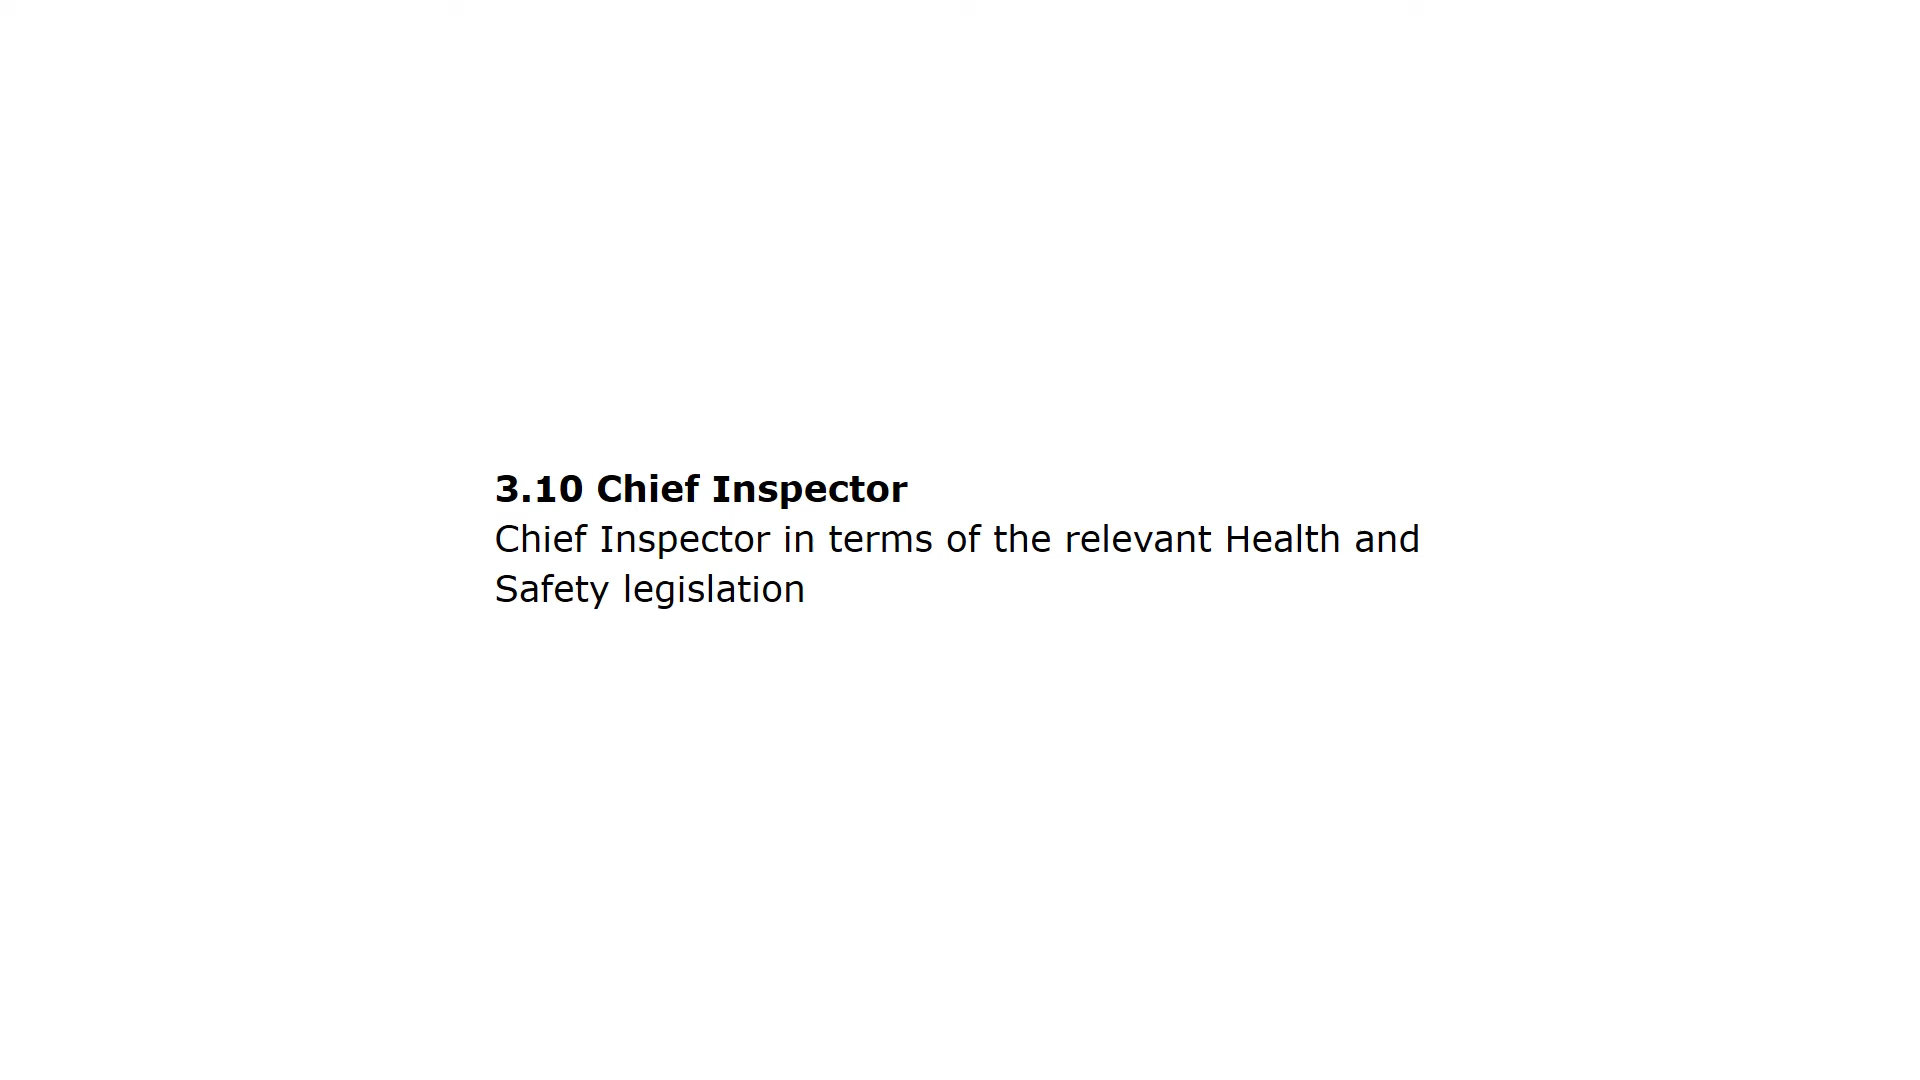 3.10 Chief Inspector
Chief Inspector in terms of the relevant Health and
Safety legislation